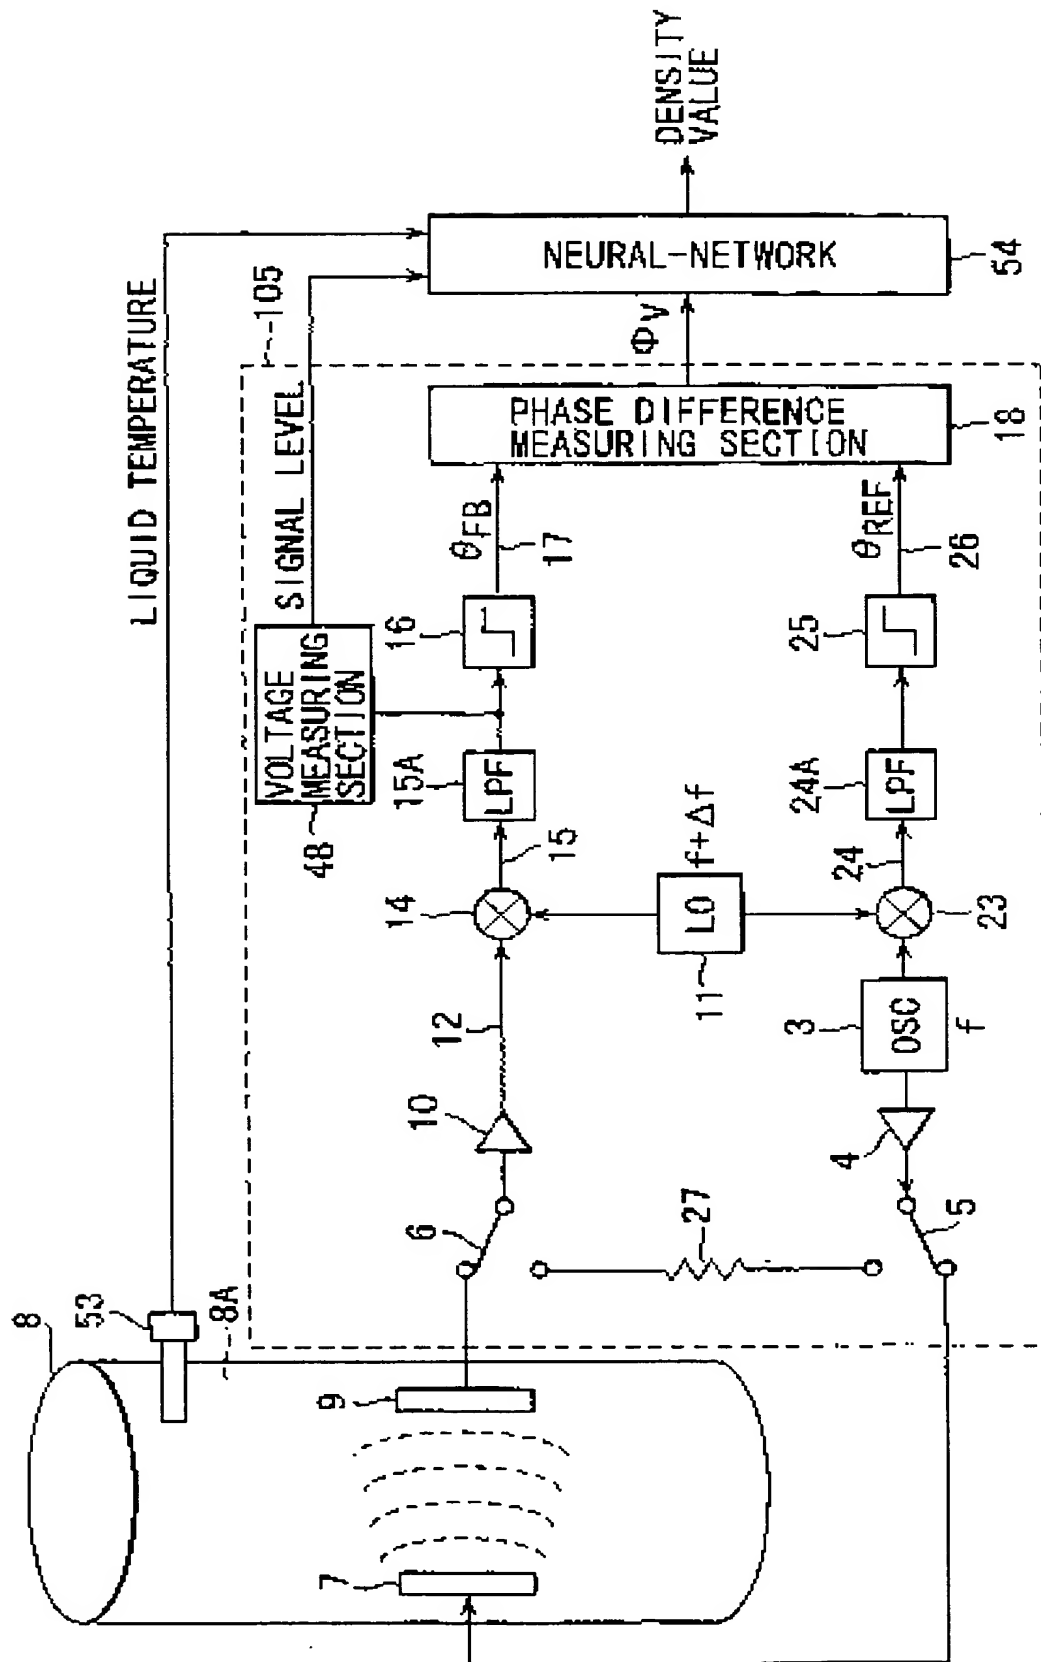 8
53
8A
LIQUID TEMPERATURE
105
SIGNAL LEVEL
VOLTAGE
MEASURING
SECTION
48
NEURAL-NETWORK
54
DENSITY
VALUE
ΦV
9
7
6
10
12
14
15
15A
LPF
16
θFB
17
PHASE DIFFERENCE
MEASURING SECTION
18
27
11
LO
f+Δf
5
4
3
OSC
f
23
24
24A
LPF
25
θREF
26